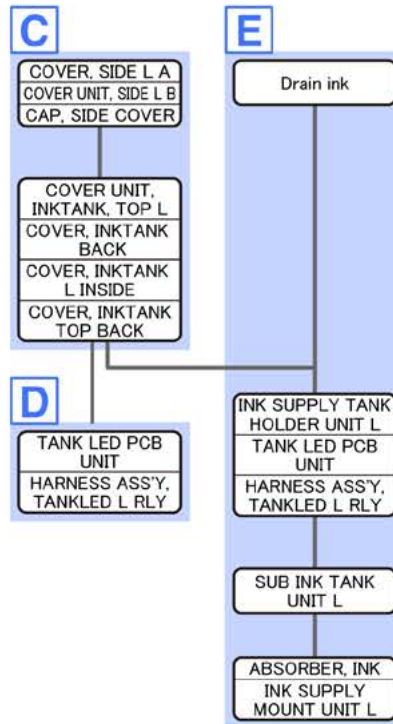 C
COVER, SIDE L A
COVER UNIT, SIDE L B
CAP, SIDE COVER
COVER UNIT,
INKTANK, TOP L
COVER, INKTANK
BACK
COVER, INKTANK
L INSIDE
COVER, INKTANK
TOP BACK
D
TANK LED PCB
UNIT
HARNESS ASS'Y,
TANKLED L RLY
E
Drain ink
INK SUPPLY TANK
HOLDER UNIT L
TANK LED PCB
UNIT
HARNESS ASS'Y,
TANKLED L RLY
SUB INK TANK
UNIT L
ABSORBER, INK
INK SUPPLY
MOUNT UNIT L